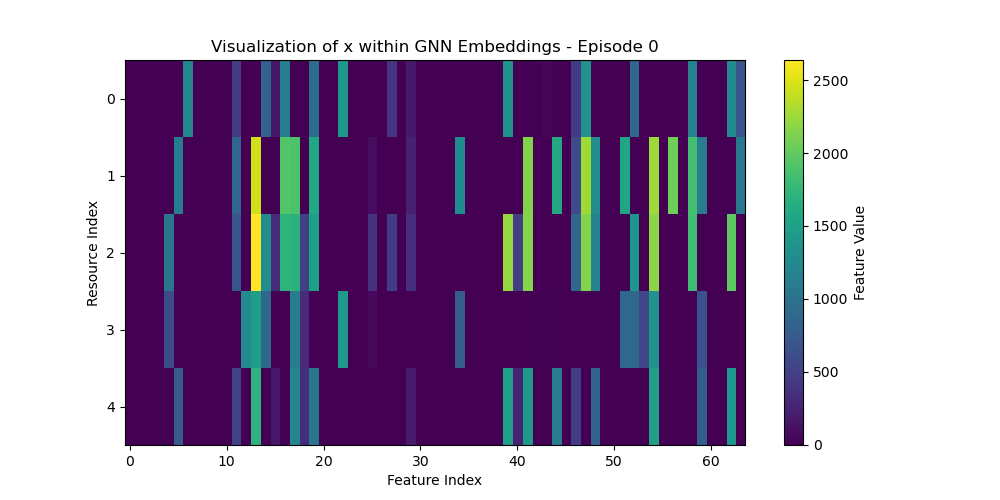 Visualization of x within GNN Embeddings - Episode 0
0
1
2
3
4
Resource Index
0 10 20 30 40 50 60
Feature Index
2500
2000
1500
1000
500
0
Feature Value